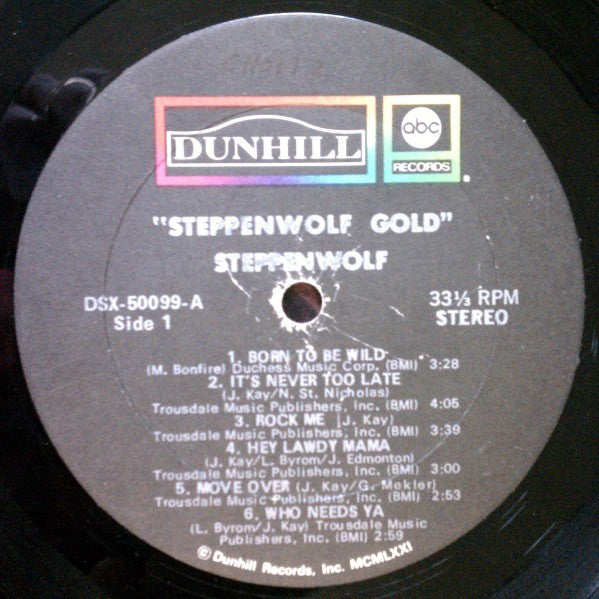 DUNHILL
abc
RECORDS
"STEPPENWOLF GOLD"
STEPPENWOLF
DSX-50099-A
Side 1
33⅓ RPM
STEREO
1. BORN TO BE WILD
(M. Bonfire) Duchess Music Corp. (BMI) 3:28
2. IT'S NEVER TOO LATE
(J. Kay/N. St. Nicholas)
Trousdale Music Publishers, Inc. (BMI) 4:05
3. ROCK ME (J. Kay)
Trousdale Music Publishers, Inc. (BMI) 3:39
4. HEY LAWDY MAMA
(J. Kay/L. Byrom/J. Edmonton)
Trousdale Music Publishers, Inc. (BMI) 3:00
5. MOVE OVER (J. Kay/G. Mekler)
Trousdale Music Publishers, Inc. (BMI) 2:53
6. WHO NEEDS YA
(L. Byrom/J. Kay) Trousdale Music
Publishers, Inc. (BMI) 2:59
© Dunhill Records, Inc. MCMLXXI